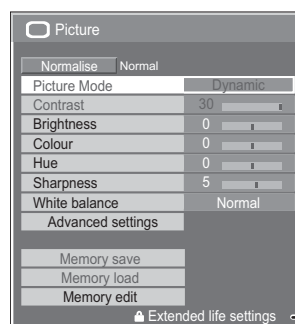 Picture
Normalise Normal
Picture Mode Dynamic
Contrast 30
Brightness 0
Colour 0
Hue 0
Sharpness 5
White balance Normal
Advanced settings
Memory save
Memory load
Memory edit
Extended life settings